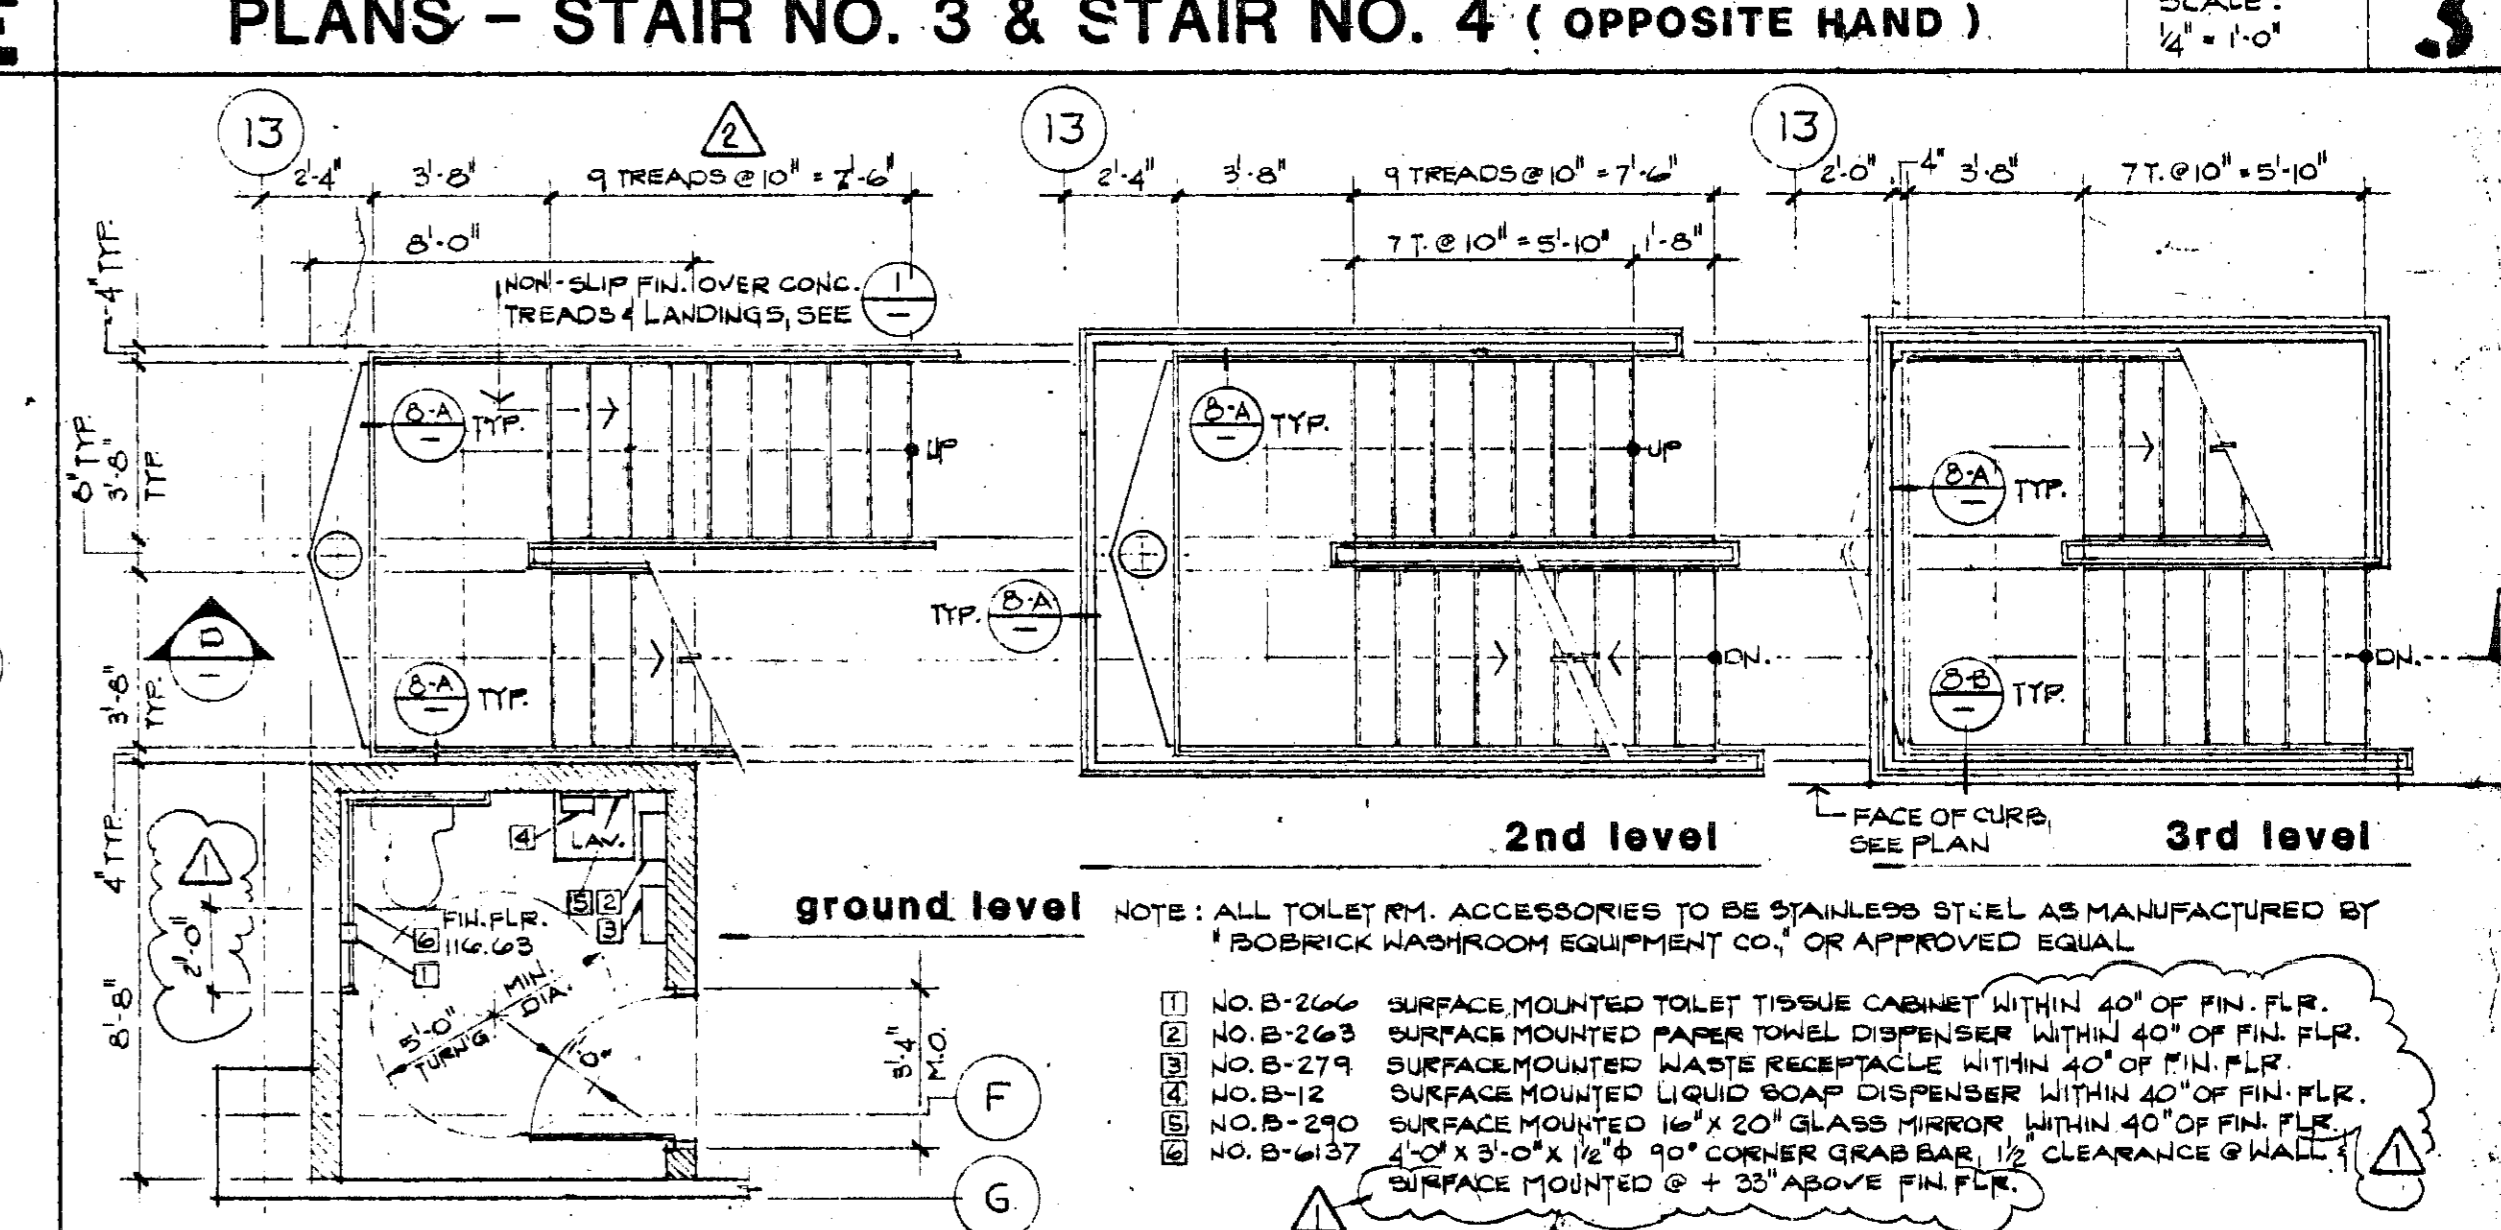 PLANS - STAIR NO. 3 & STAIR NO. 4 ( OPPOSITE HAND )
SCALE:
1/4" = 1'-0"
3
13
13
13
2
2'-4"
3'-8"
9 TREADS @ 10" = 7'-6"
2'-4"
3'-8"
9 TREADS @ 10" = 7'-6"
2'-0"
4"
3'-8"
7 T. @ 10" = 5'-10"
8'-0"
7 T. @ 10" = 5'-10"
1'-8"
4" TYP.
NON-SLIP FIN. OVER CONC.
TREADS & LANDINGS, SEE
1
-
8" TYP.
3'-8"
TYP.
8-A
-
TYP.
UP
8-A
-
TYP.
UP
8-A
-
TYP.
TYP.
8-A
-
D
-
3'-8"
TYP.
8-A
-
TYP.
DN.
8-B
-
TYP.
DN.
4" TYP.
1
2'-0"
8'-8"
4
LAV.
5
2
3
FIN. FLR.
116.63
6
1
5'-0"
MIN.
TURN'G.
DIA.
3'-4"
M.O.
F
G
ground level
2nd level
FACE OF CURB,
SEE PLAN
3rd level
NOTE: ALL TOILET RM. ACCESSORIES TO BE STAINLESS STEEL AS MANUFACTURED BY
"BOBRICK WASHROOM EQUIPMENT CO.," OR APPROVED EQUAL
1 NO. B-266 SURFACE MOUNTED TOILET TISSUE CABINET WITHIN 40" OF FIN. FLR.
2 NO. B-263 SURFACE MOUNTED PAPER TOWEL DISPENSER WITHIN 40" OF FIN. FLR.
3 NO. B-279 SURFACE MOUNTED WASTE RECEPTACLE WITHIN 40" OF FIN. FLR.
4 NO. B-12 SURFACE MOUNTED LIQUID SOAP DISPENSER WITHIN 40" OF FIN. FLR.
5 NO. B-290 SURFACE MOUNTED 16" X 20" GLASS MIRROR WITHIN 40" OF FIN. FLR.
6 NO. B-6137 4'-0" X 3'-0" X 1 1/2" Φ 90° CORNER GRAB BAR, 1 1/2" CLEARANCE @ WALL &
SURFACE MOUNTED @ + 33" ABOVE FIN. FLR.
1
1